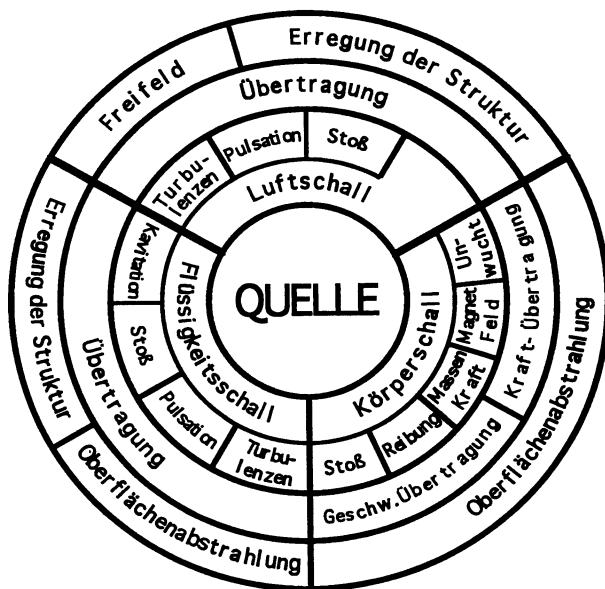 Freifeld
Erregung der Struktur
Übertragung
Turbu-
lenzen
Pulsation
Stoß
Luftschall
QUELLE
Un-
wucht
Magnet
Feld
Massen
Kraft
Reibung
Stoß
Körperschall
Kraft-Übertragung
Geschw.Übertragung
Oberflächenabstrahlung
Kavitation
Stoß
Pulsation
Turbu-
lenzen
Flüssigkeitsschall
Übertragung
Erregung der Struktur
Oberflächenabstrahlung